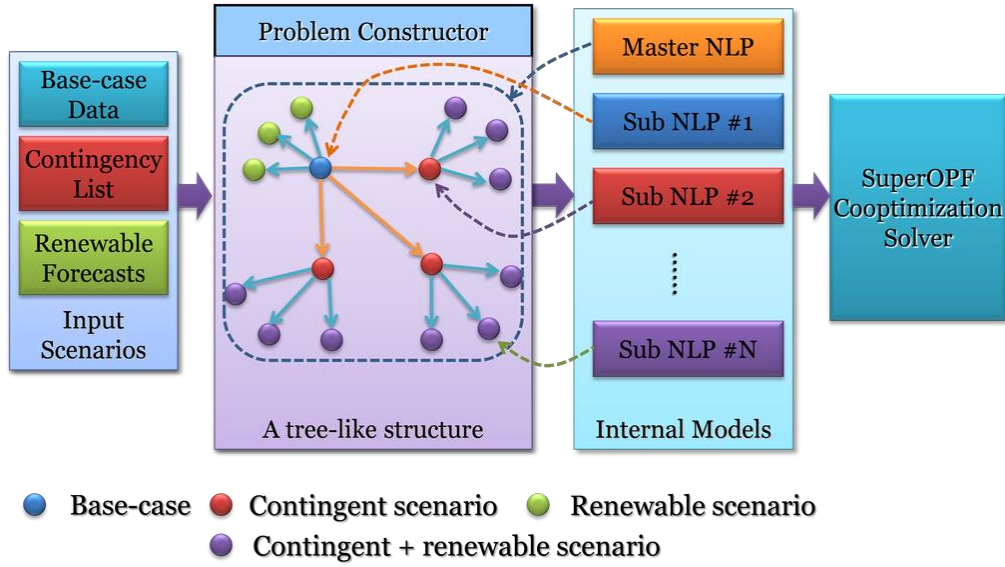 Problem Constructor
Base-case
Data
Contingency
List
Renewable
Forecasts
Input
Scenarios
A tree-like structure
Master NLP
Sub NLP #1
Sub NLP #2
......
Sub NLP #N
Internal Models
SuperOPF
Cooptimization
Solver
Base-case
Contingent scenario
Renewable scenario
Contingent + renewable scenario